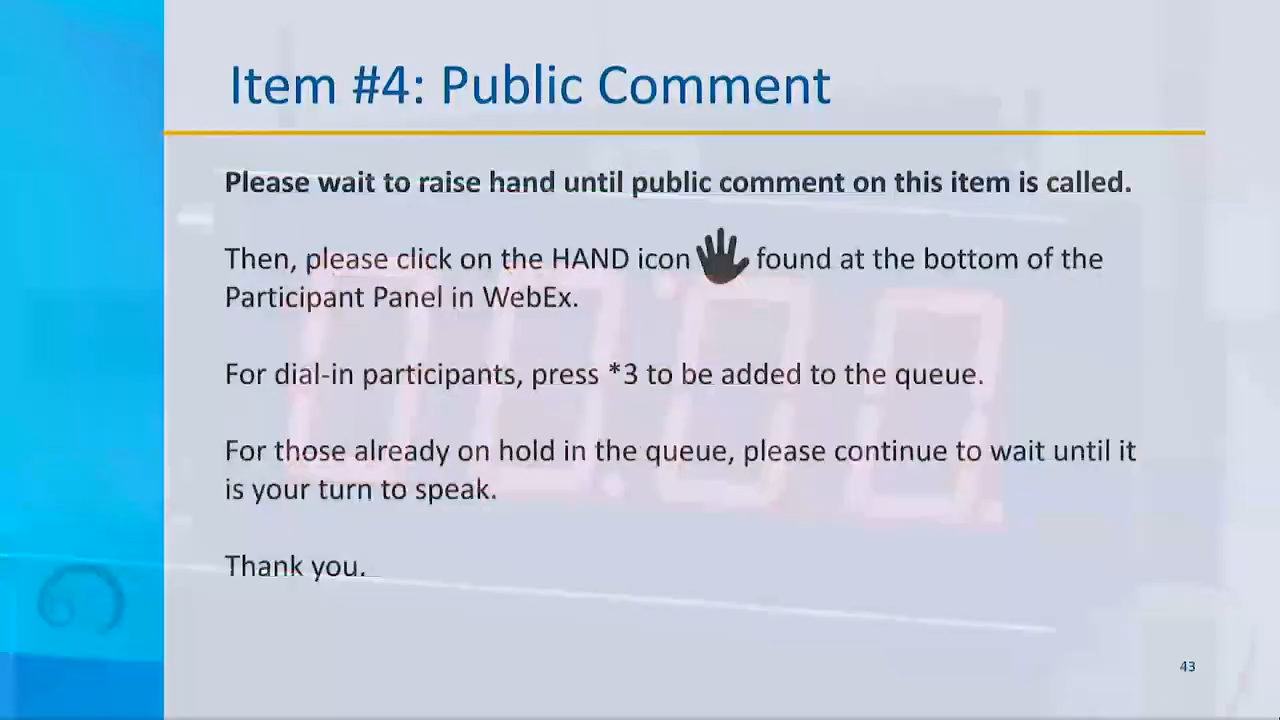 Item #4: Public Comment
Please wait to raise hand until public comment on this item is called.
Then, please click on the HAND icon found at the bottom of the
Participant Panel in WebEx.
For dial-in participants, press *3 to be added to the queue.
For those already on hold in the queue, please continue to wait until it
is your turn to speak.
Thank you.
43